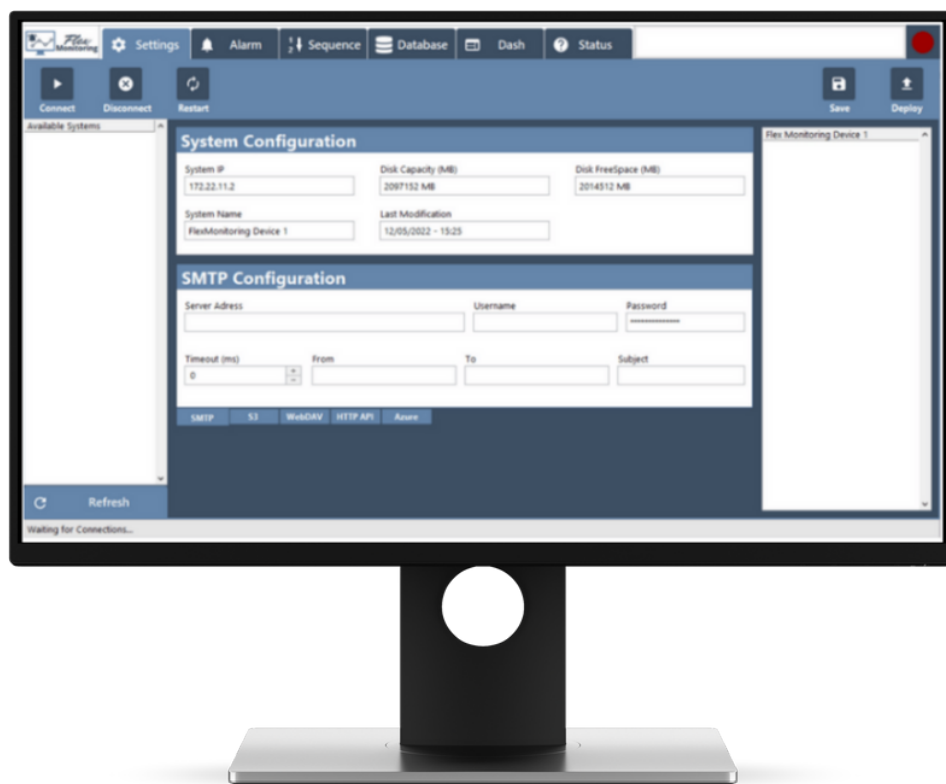 Flex
Monitoring
Settings
Alarm
Sequence
Database
Dash
Status
Connect
Disconnect
Restart
Save
Deploy
Available Systems
System Configuration
System IP
Disk Capacity (MB)
Disk FreeSpace (MB)
172.22.11.2
2097152 MB
2014512 MB
System Name
Last Modification
FlexMonitoring Device 1
12/05/2022 - 15:25
SMTP Configuration
Server Adress
Username
Password
Timeout (ms)
From
To
Subject
0
SMTP
S3
WebDAV
HTTP API
Azure
Flex Monitoring Device 1
Refresh
Waiting for Connections...